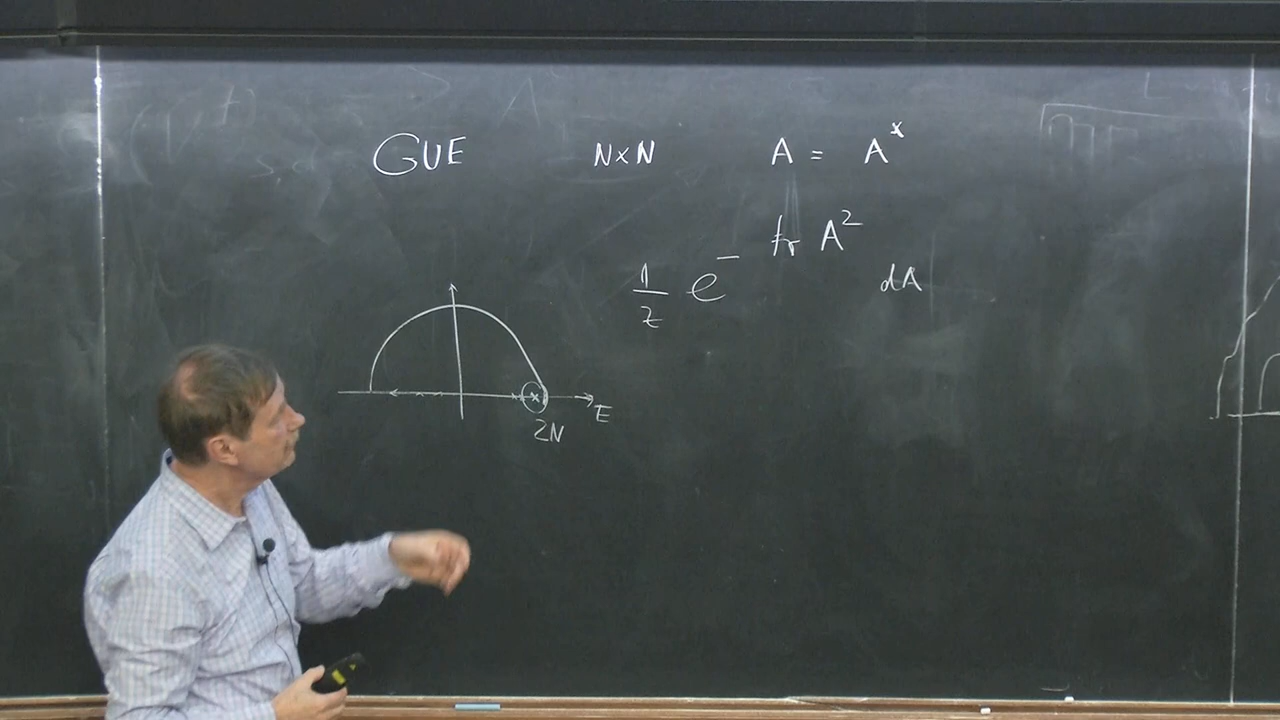 GUE N×N A = A*
1/Z e^- tr A² dA
E
2N